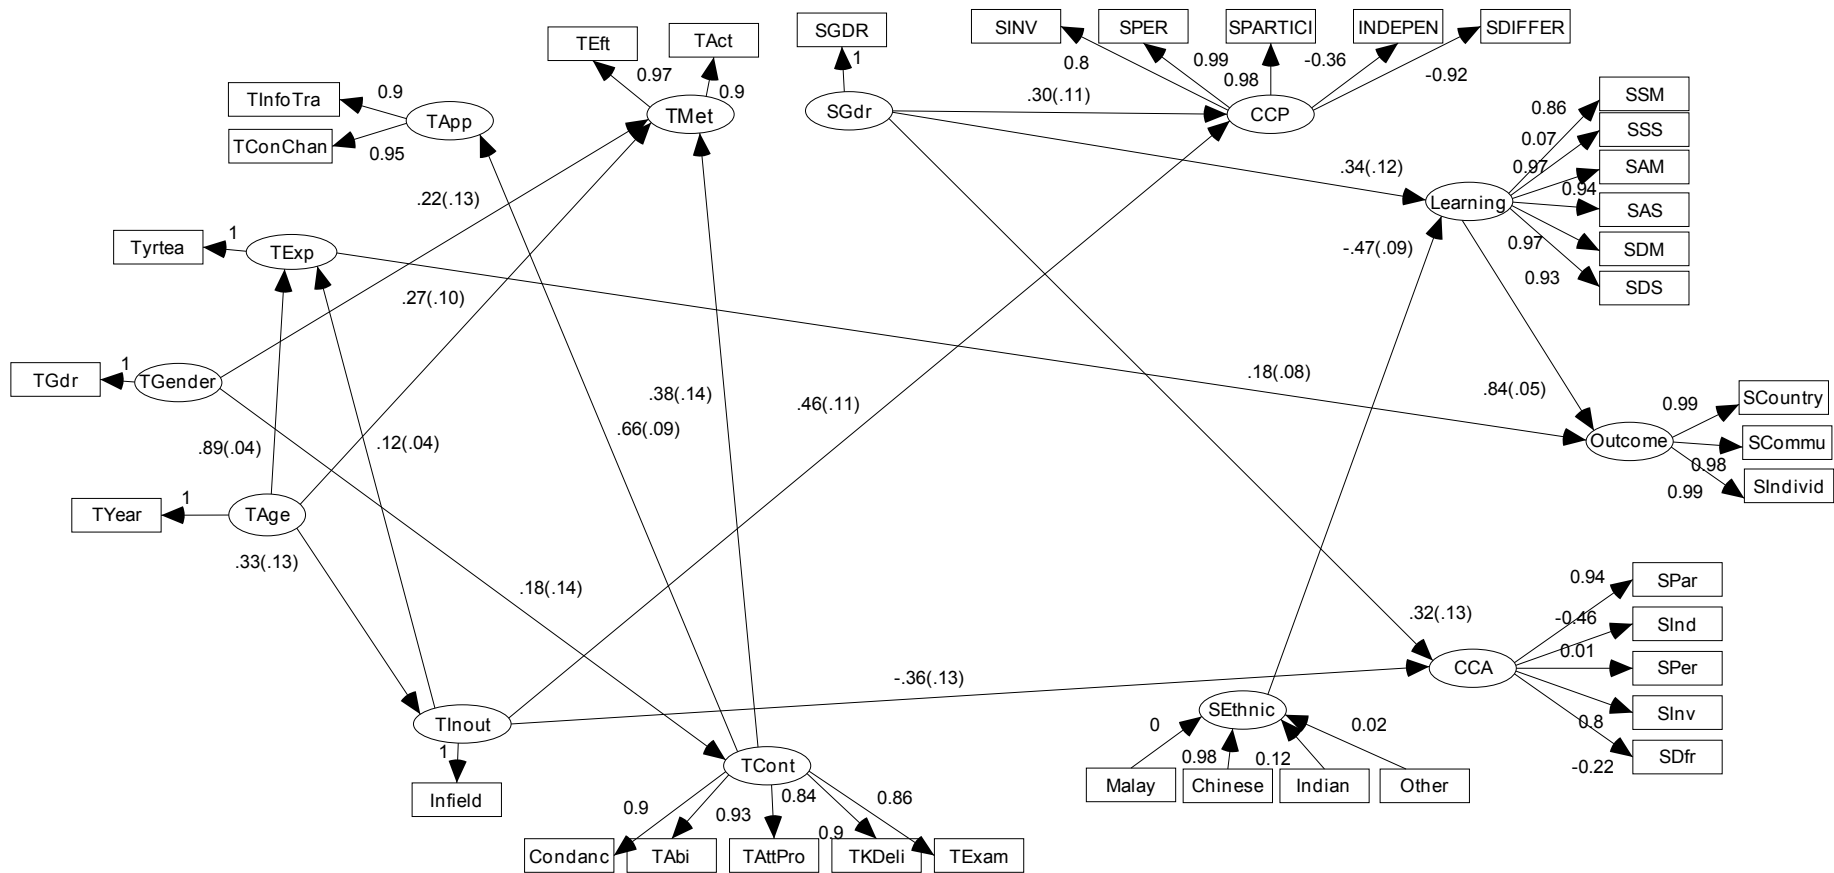 SGDR
SINV
SPER
SPARTICI
INDEPEN
SDIFFER
TEft
TAct
1
0.8
0.99
0.98
-0.36
-0.92
0.97
0.9
TInfoTra
0.9
TApp
TMet
SGdr
.30(.11)
CCP
SSM
0.86
SSS
0.07
TConChan
0.95
.34(.12)
0.97
SAM
0.94
.22(.13)
Learning
SAS
Tyrtea
1
TExp
-.47(.09)
0.97
SDM
0.93
SDS
.27(.10)
TGdr
1
TGender
.18(.08)
.38(.14)
.46(.11)
.84(.05)
0.99
SCountry
.89(.04)
.12(.04)
.66(.09)
Outcome
SCommu
0.98
0.99
SIndivid
TYear
1
TAge
.33(.13)
.18(.14)
0.94
SPar
.32(.13)
-0.46
SInd
0.01
CCA
SPer
-.36(.13)
SEthnic
TInout
1
0
0.02
SInv
0.8
0.98
0.12
SDfr
-0.22
TCont
Malay
Chinese
Indian
Other
Infield
0.9
0.93
0.84
0.9
0.86
Condanc
TAbi
TAttPro
TKDeli
TExam